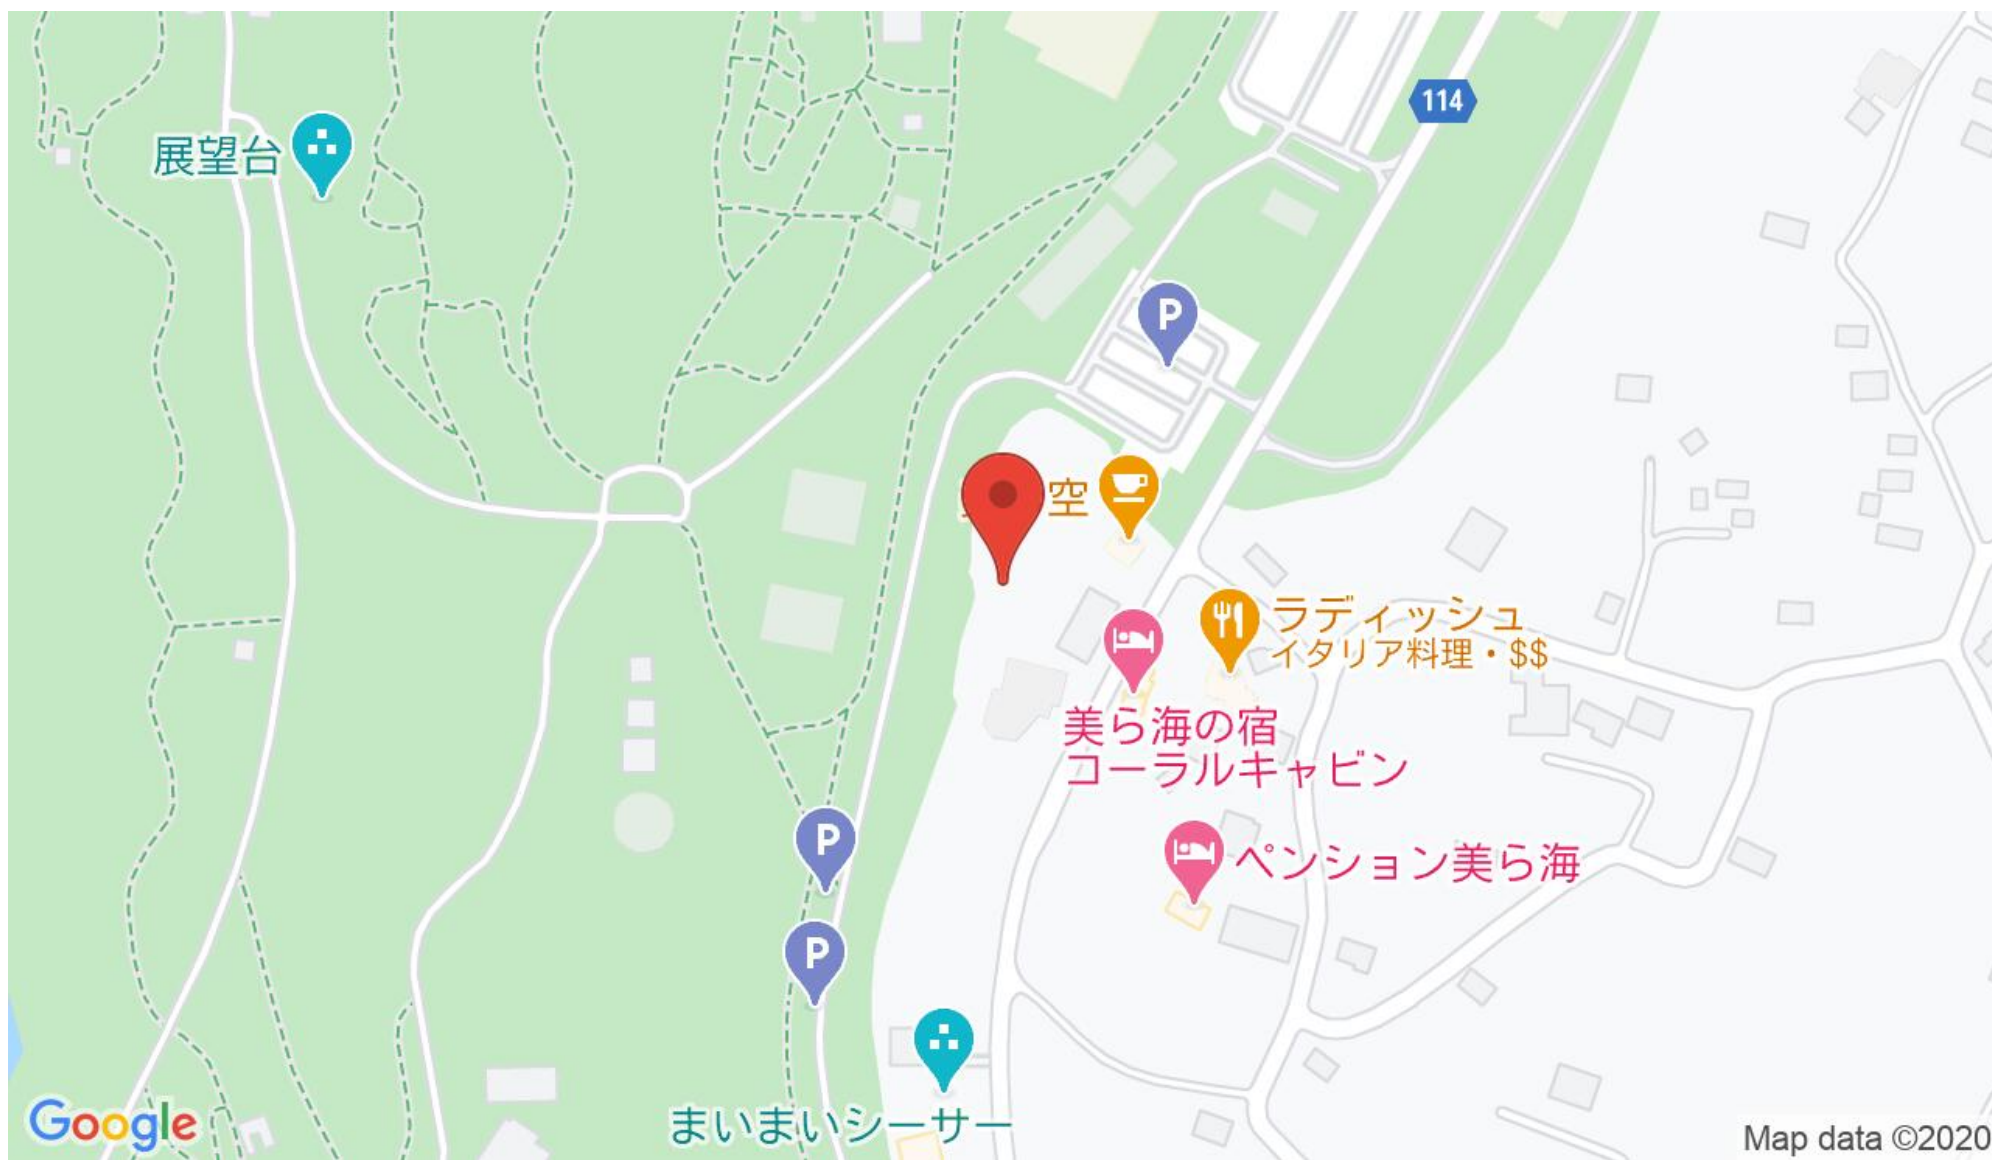 114
展望台
P
空
ラディッシュ
イタリア料理・$$
美ら海の宿
コーラルキャビン
P
ペンション美ら海
P
まいまいシーサー
Google
Map data ©2020